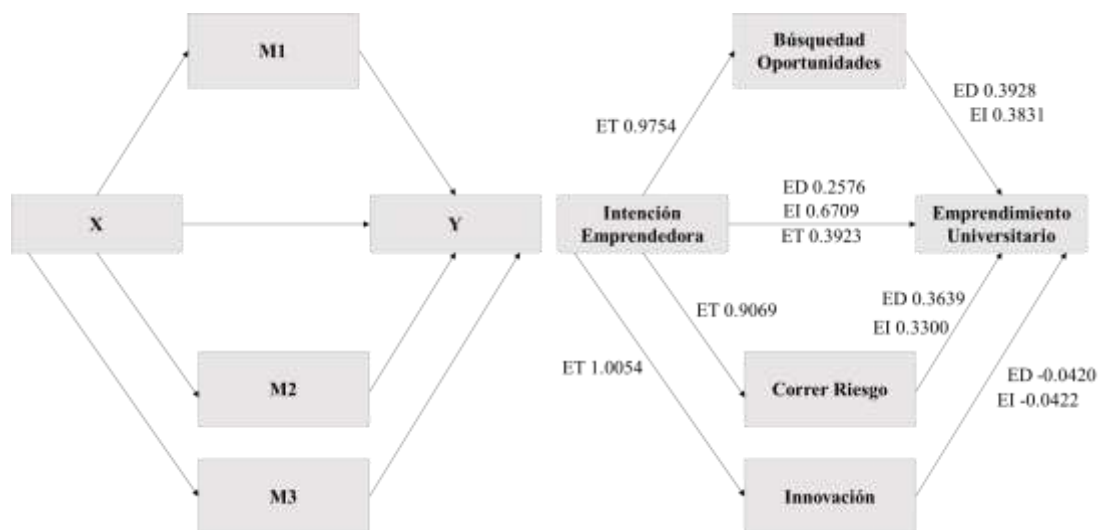 M1
X
Y
M2
M3
Búsquedad
Oportunidades
ED 0.3928
EI 0.3831
ET 0.9754
Intención
Emprendedora
ED 0.2576
EI 0.6709
ET 0.3923
Emprendimiento
Universitario
ET 0.9069
ED 0.3639
EI 0.3300
ET 1.0054
Correr Riesgo
ED -0.0420
EI -0.0422
Innovación